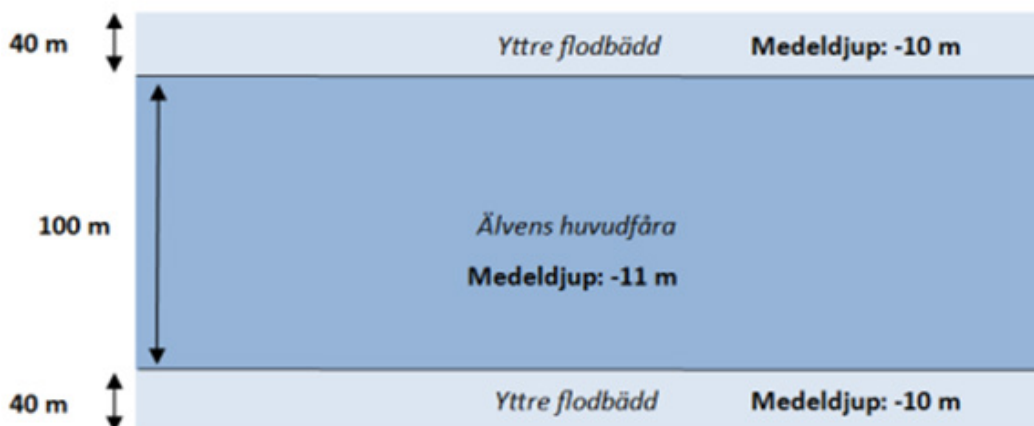 40 m Yttre flodbädd Medeldjup: -10 m
100 m Älvens huvudfåra
Medeldjup: -11 m
40 m Yttre flodbädd Medeldjup: -10 m